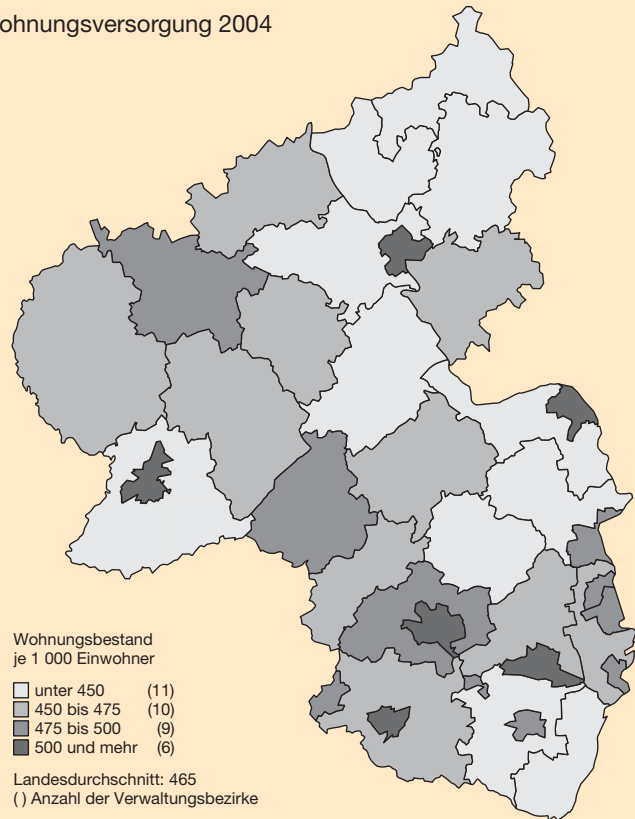 ohnungsversorgung 2004
Wohnungsbestand
je 1 000 Einwohner
unter 450 (11)
450 bis 475 (10)
475 bis 500 (9)
500 und mehr (6)
Landesdurchschnitt: 465
( ) Anzahl der Verwaltungsbezirke